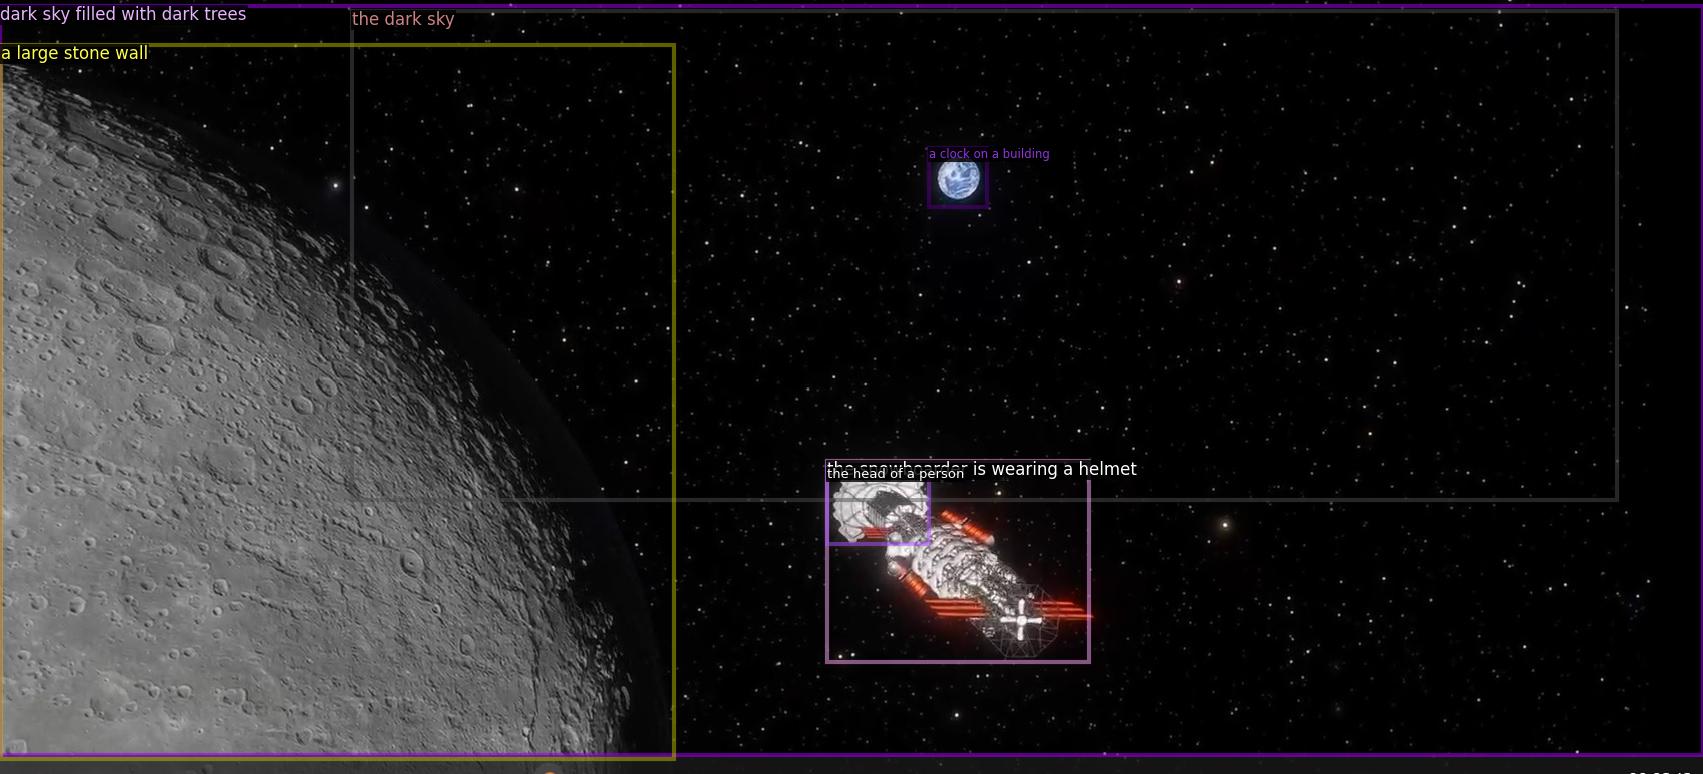 dark sky filled with dark trees
the dark sky
a large stone wall
a clock on a building
the snowboarder is wearing a helmet
the head of a person